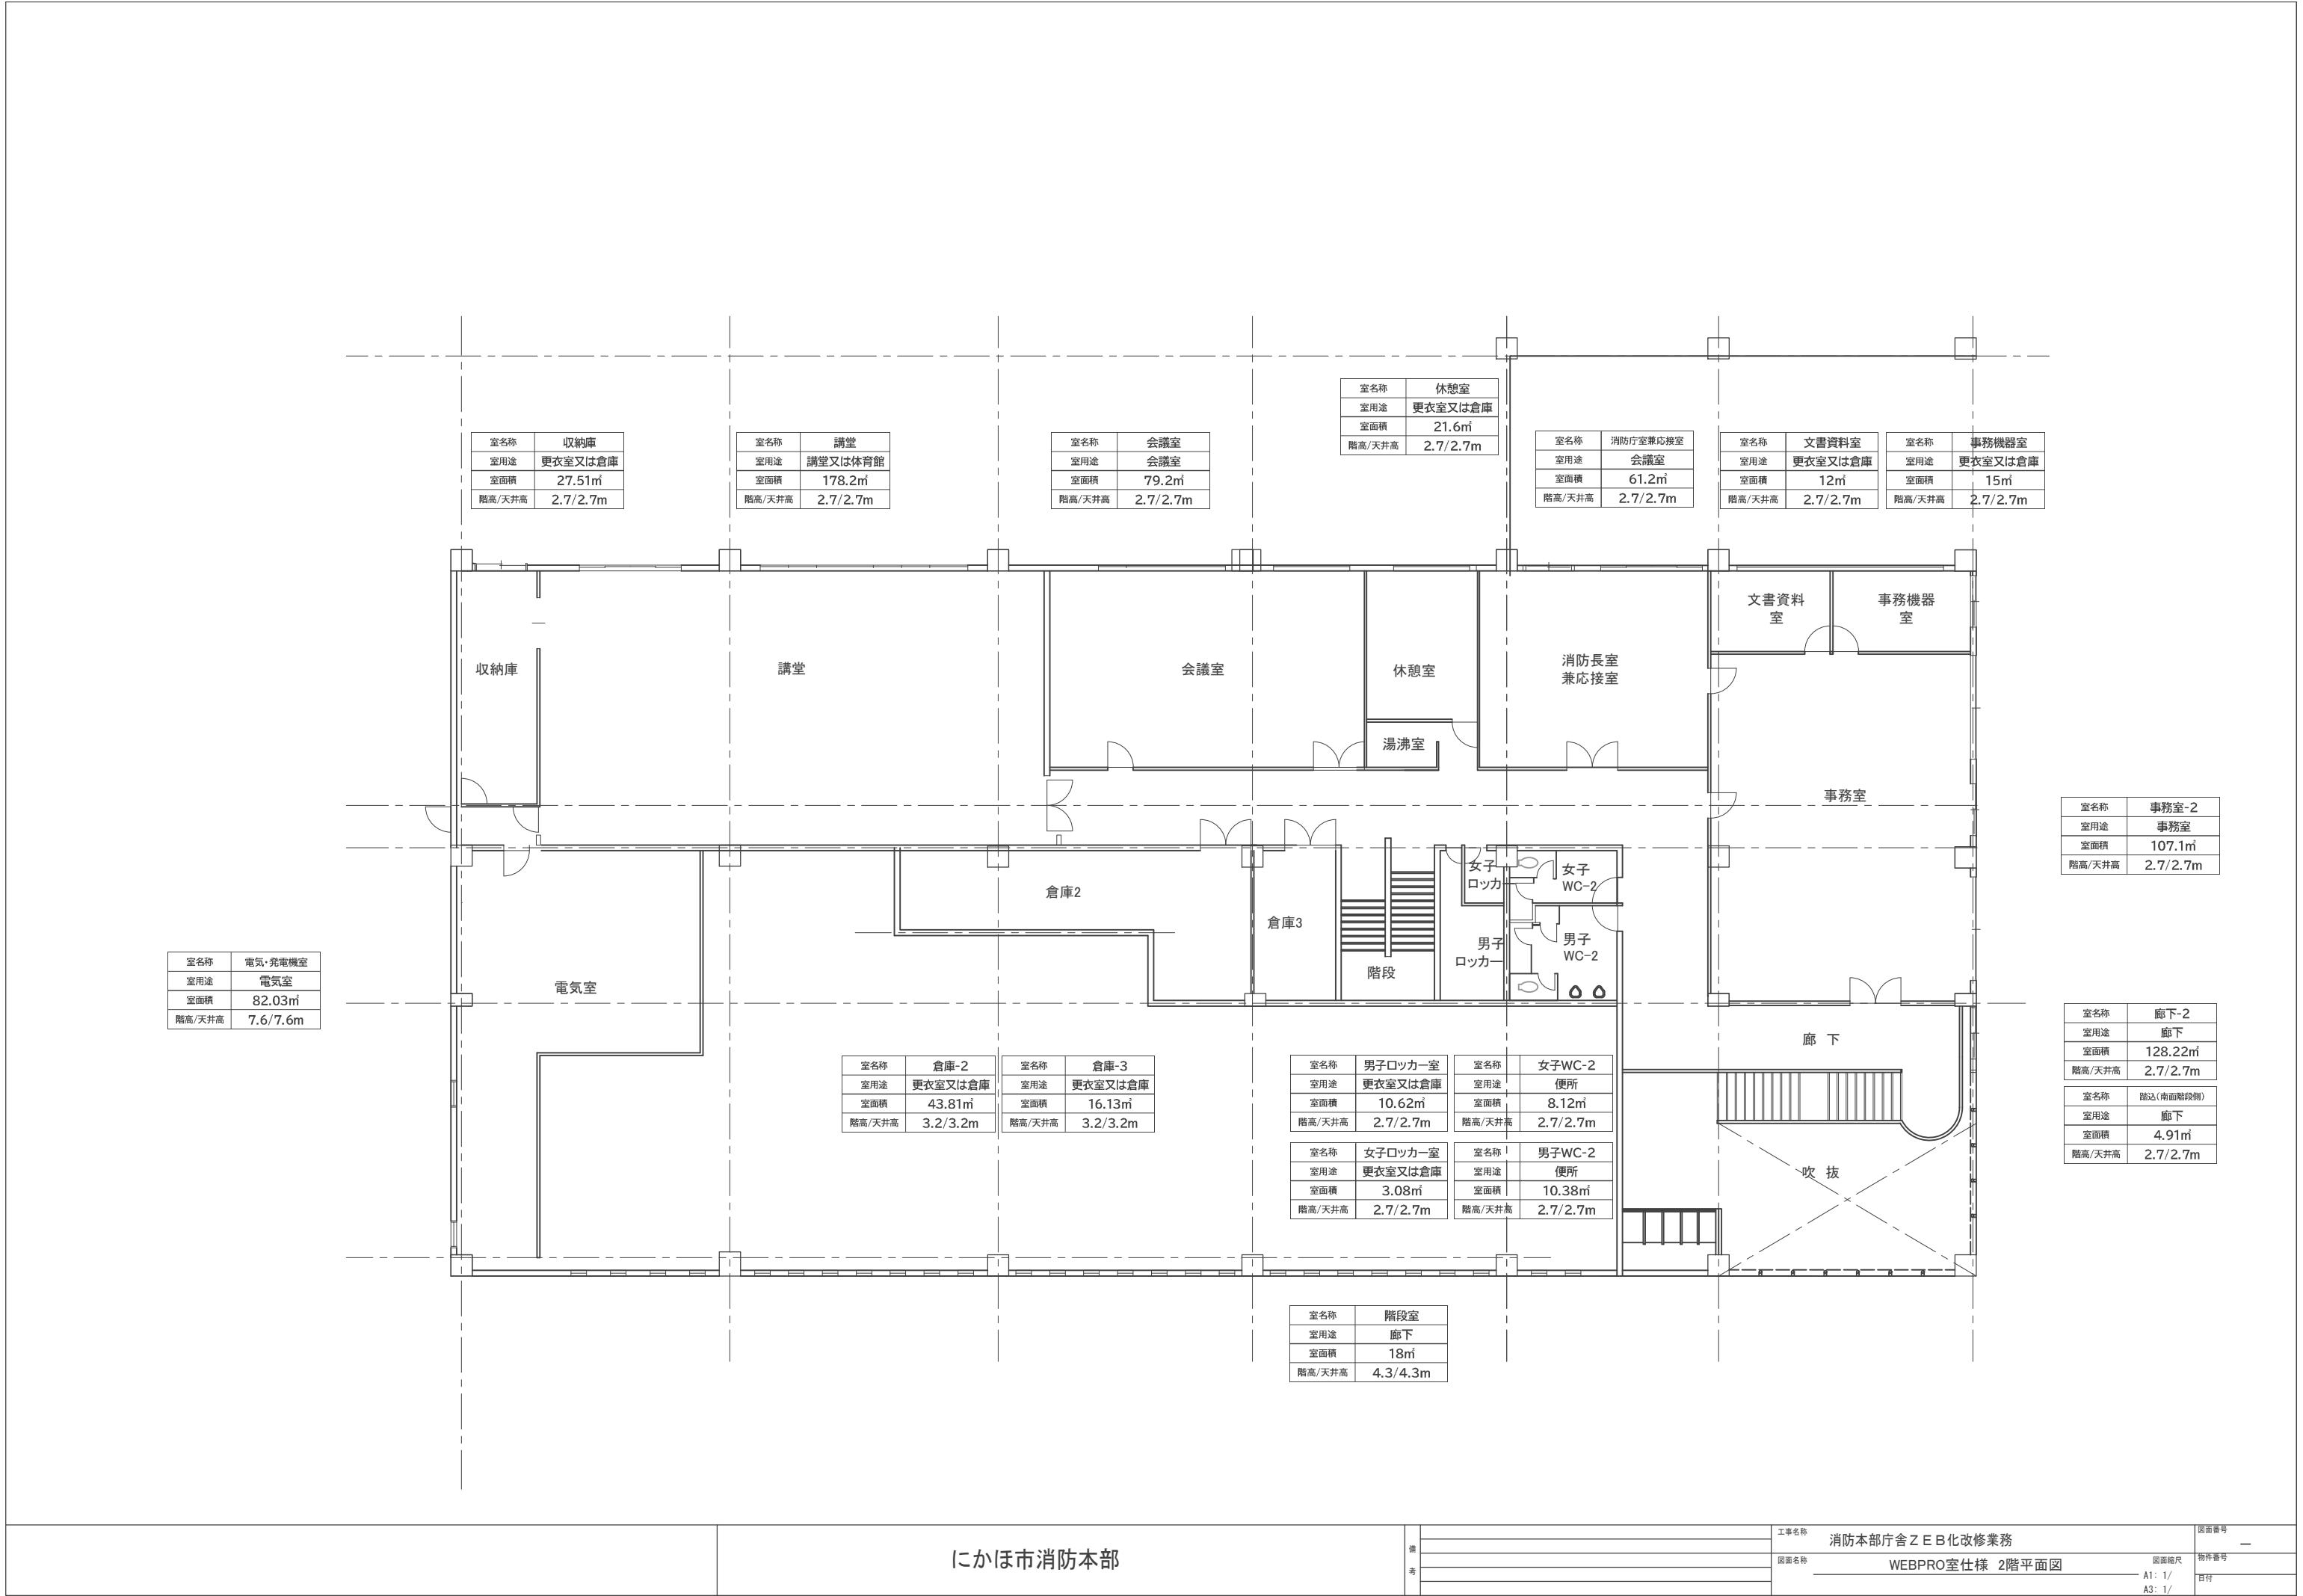 室名称 休憩室
室用途 更衣室又は倉庫
室面積 21.6㎡
階高/天井高 2.7/2.7m
室名称 収納庫
室用途 更衣室又は倉庫
室面積 27.51㎡
階高/天井高 2.7/2.7m
室名称 講堂
室用途 講堂又は体育館
室面積 178.2㎡
階高/天井高 2.7/2.7m
室名称 会議室
室用途 会議室
室面積 79.2㎡
階高/天井高 2.7/2.7m
室名称 消防庁室兼応接室
室用途 会議室
室面積 61.2㎡
階高/天井高 2.7/2.7m
室名称 文書資料室
室用途 更衣室又は倉庫
室面積 12㎡
階高/天井高 2.7/2.7m
室名称 事務機器室
室用途 更衣室又は倉庫
室面積 15㎡
階高/天井高 2.7/2.7m
収納庫
講堂
会議室
休憩室
湯沸室
消防長室
兼応接室
文書資料
室
事務機器
室
事務室
室名称 事務室-2
室用途 事務室
室面積 107.1㎡
階高/天井高 2.7/2.7m
倉庫2
倉庫3
階段
女子
ロッカ
男子
ロッカー
女子
WC-2
男子
WC-2
電気室
室名称 電気・発電機室
室用途 電気室
室面積 82.03㎡
階高/天井高 7.6/7.6m
廊 下
吹 抜
室名称 廊下-2
室用途 廊下
室面積 128.22㎡
階高/天井高 2.7/2.7m
室名称 踏込(南面階段側)
室用途 廊下
室面積 4.91㎡
階高/天井高 2.7/2.7m
室名称 倉庫-2
室用途 更衣室又は倉庫
室面積 43.81㎡
階高/天井高 3.2/3.2m
室名称 倉庫-3
室用途 更衣室又は倉庫
室面積 16.13㎡
階高/天井高 3.2/3.2m
室名称 男子ロッカー室
室用途 更衣室又は倉庫
室面積 10.62㎡
階高/天井高 2.7/2.7m
室名称 女子WC-2
室用途 便所
室面積 8.12㎡
階高/天井高 2.7/2.7m
室名称 女子ロッカー室
室用途 更衣室又は倉庫
室面積 3.08㎡
階高/天井高 2.7/2.7m
室名称 男子WC-2
室用途 便所
室面積 10.38㎡
階高/天井高 2.7/2.7m
室名称 階段室
室用途 廊下
室面積 18㎡
階高/天井高 4.3/4.3m
にかほ市消防本部
備考
工事名称 消防本部庁舎ZEB化改修業務
図面名称 WEBPRO室仕様 2階平面図
図面縮尺
A1: 1/
A3: 1/
図面番号
—
物件番号
日付